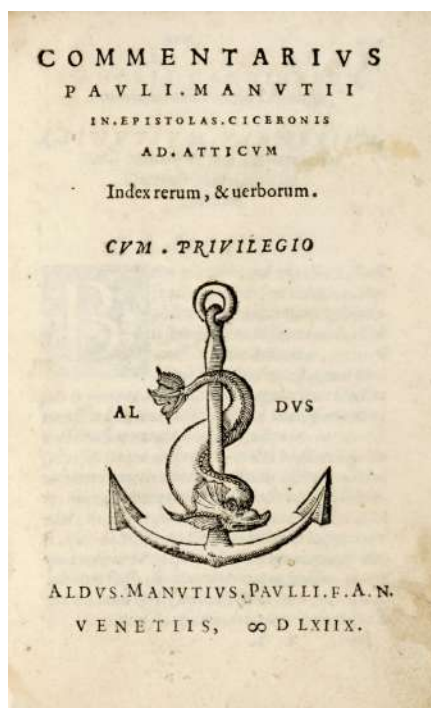 COMMENTARIVS
PAVLI.MANVTII
IN.EPISTOLAS.CICERONIS
AD.ATTICVM
Index rerum, & uerborum.
CVM . PRIVILEGIO
AL DVS
ALDVS.MANVTIVS.PAVLLI.F.A.N.
VENETIIS, ∞ D LXIIX.